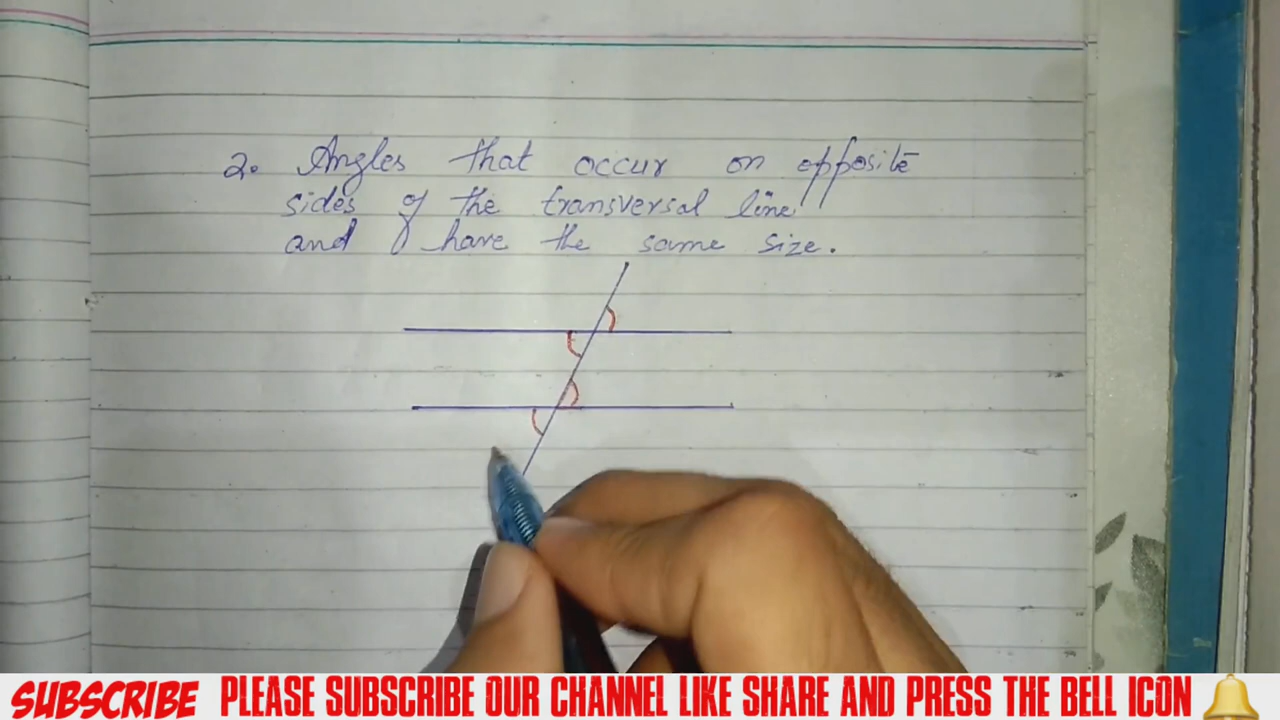 2. Angles that occur on opposite
sides of the transversal line
and have the same size.
SUBSCRIBE PLEASE SUBSCRIBE OUR CHANNEL LIKE SHARE AND PRESS THE BELL ICON